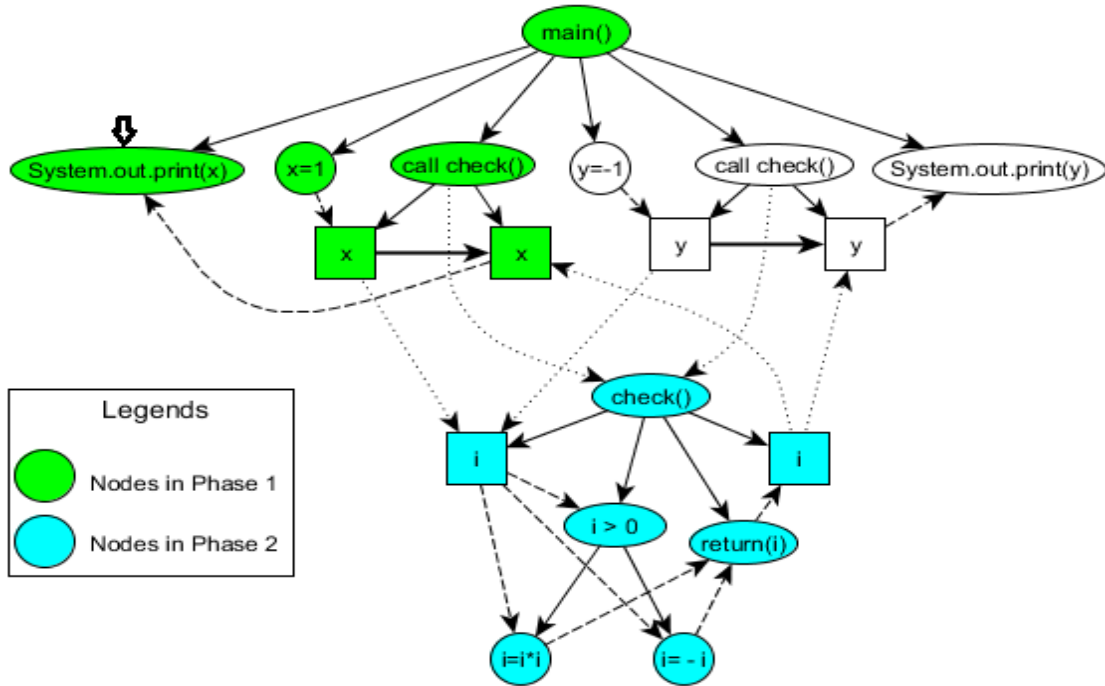 main()
System.out.print(x)
x=1
call check()
y=-1
call check()
System.out.print(y)
x
x
y
y
check()
i
i
i > 0
return(i)
i=i*i
i= - i
Legends
Nodes in Phase 1
Nodes in Phase 2